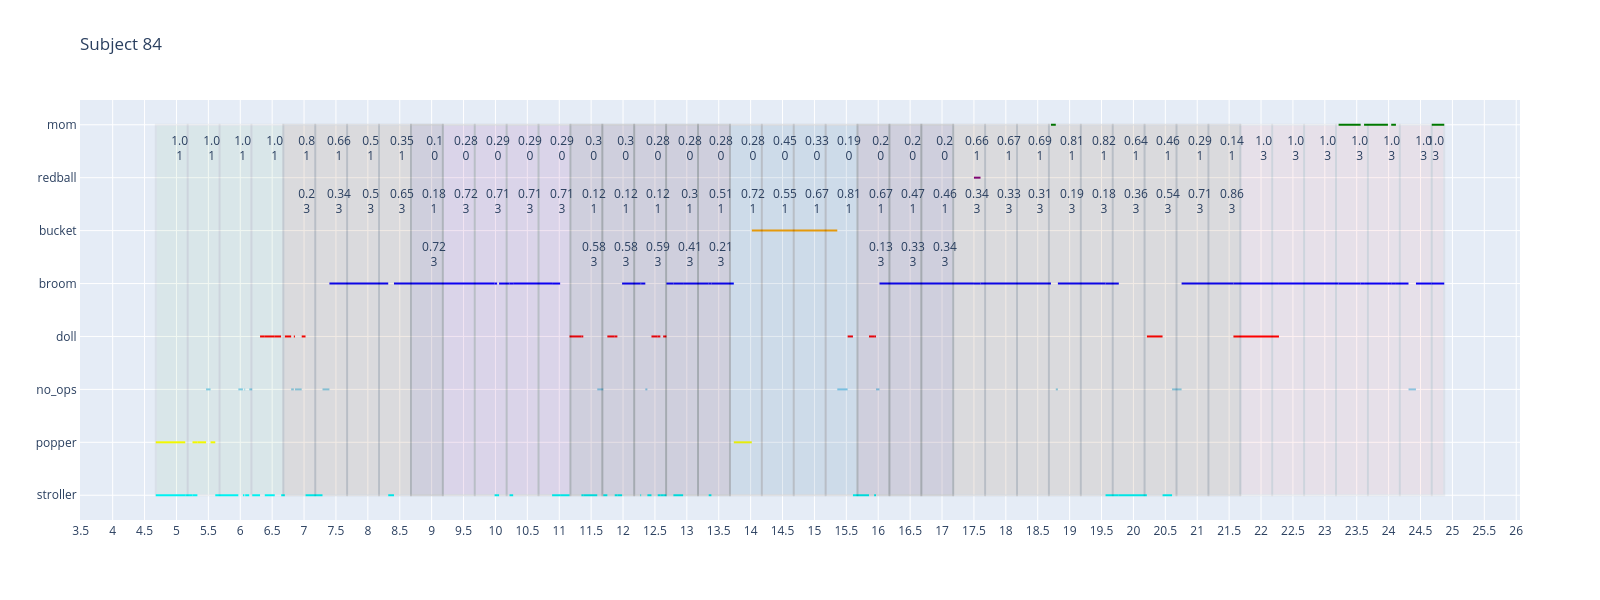 Subject 84
mom
1.0 1.0 1.0 1.0 0.8 0.66 0.5 0.35 0.1 0.28 0.29 0.29 0.29 0.3 0.3 0.28 0.28 0.28 0.28 0.45 0.33 0.19 0.2 0.2 0.2 0.66 0.67 0.69 0.81 0.82 0.64 0.46 0.29 0.14 1.0 1.0 1.0 1.0 1.0 1.0 1.0
1 1 1 1 1 1 1 1 0 0 0 0 0 0 0 0 0 0 0 0 0 0 0 0 0 1 1 1 1 1 1 1 1 1 3 3 3 3 3 3 3
redball
0.2 0.34 0.5 0.65 0.18 0.72 0.71 0.71 0.71 0.12 0.12 0.12 0.3 0.51 0.72 0.55 0.67 0.81 0.67 0.47 0.46 0.34 0.33 0.31 0.19 0.18 0.36 0.54 0.71 0.86
3 3 3 3 1 3 3 3 3 1 1 1 1 1 1 1 1 1 1 1 1 3 3 3 3 3 3 3 3 3
bucket
0.72 0.58 0.58 0.59 0.41 0.21 0.13 0.33 0.34
3 3 3 3 3 3 3 3 3
broom
doll
no_ops
popper
stroller
3.5 4 4.5 5 5.5 6 6.5 7 7.5 8 8.5 9 9.5 10 10.5 11 11.5 12 12.5 13 13.5 14 14.5 15 15.5 16 16.5 17 17.5 18 18.5 19 19.5 20 20.5 21 21.5 22 22.5 23 23.5 24 24.5 25 25.5 26